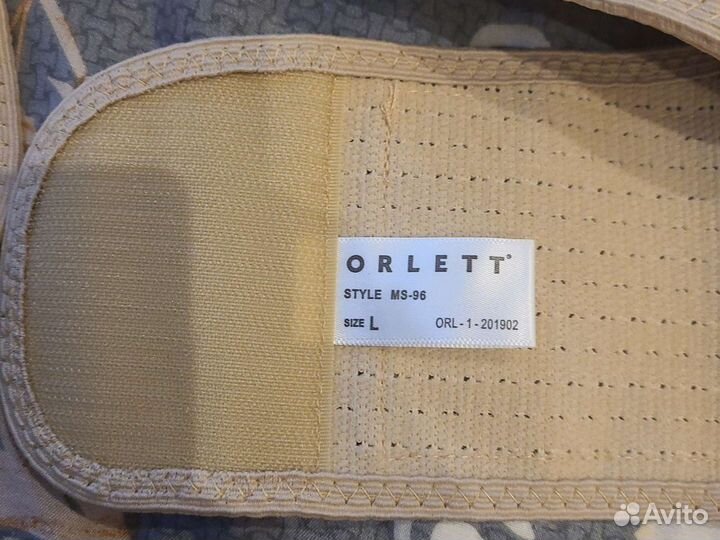 ORLETT®
STYLE MS-96
SIZE L ORL - 1 - 201902
Avito